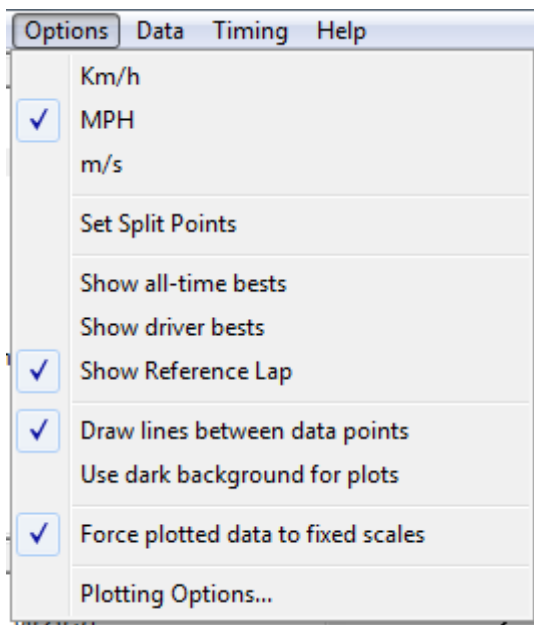 Options Data Timing Help
Km/h
MPH
m/s
Set Split Points
Show all-time bests
Show driver bests
Show Reference Lap
Draw lines between data points
Use dark background for plots
Force plotted data to fixed scales
Plotting Options...